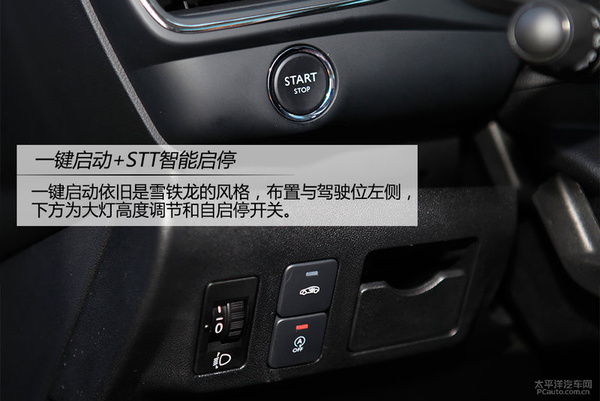 START
STOP
一键启动+STT智能启停
一键启动依旧是雪铁龙的风格，布置与驾驶位左侧，
下方为大灯高度调节和自启停开关。
0
A
OFF
太平洋汽车网
PCauto.com.cn